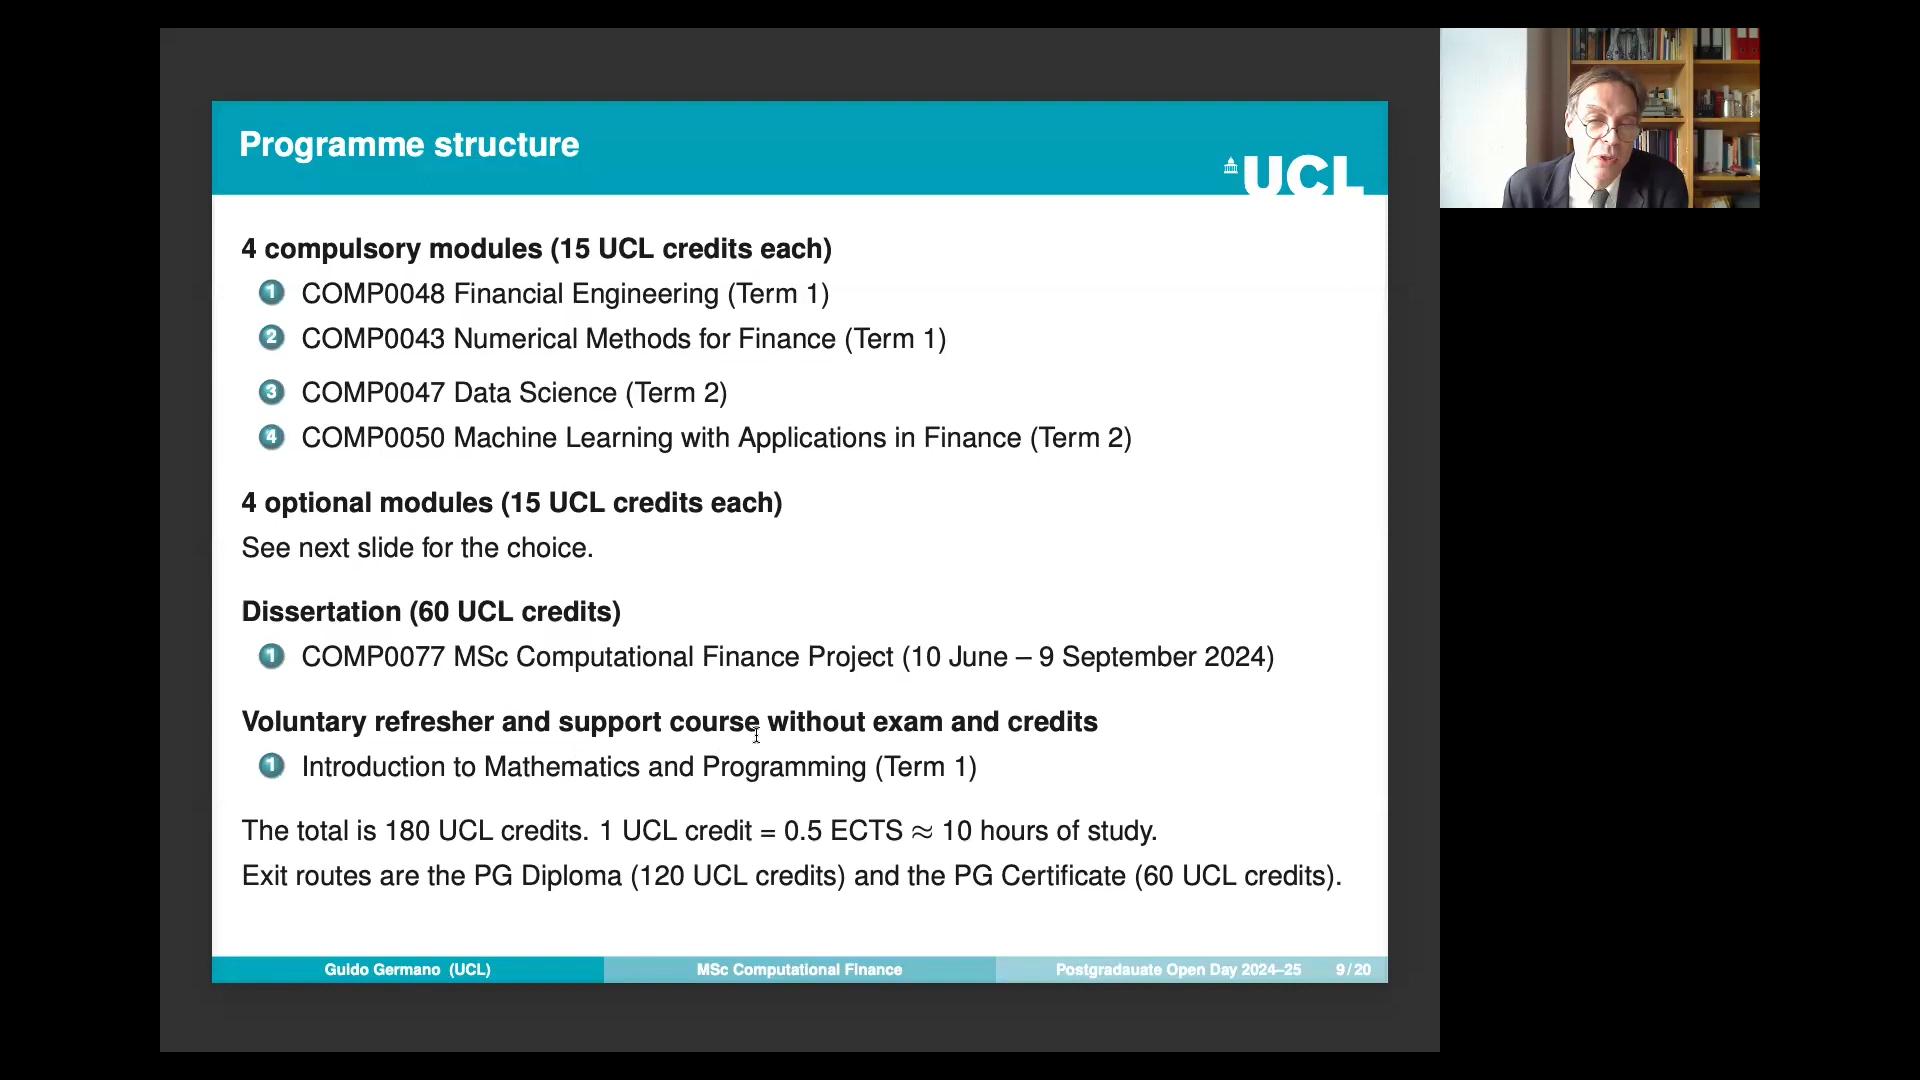 Programme structure
UCL
4 compulsory modules (15 UCL credits each)
1 COMP0048 Financial Engineering (Term 1)
2 COMP0043 Numerical Methods for Finance (Term 1)
3 COMP0047 Data Science (Term 2)
4 COMP0050 Machine Learning with Applications in Finance (Term 2)
4 optional modules (15 UCL credits each)
See next slide for the choice.
Dissertation (60 UCL credits)
1 COMP0077 MSc Computational Finance Project (10 June – 9 September 2024)
Voluntary refresher and support course without exam and credits
1 Introduction to Mathematics and Programming (Term 1)
The total is 180 UCL credits. 1 UCL credit = 0.5 ECTS ≈ 10 hours of study.
Exit routes are the PG Diploma (120 UCL credits) and the PG Certificate (60 UCL credits).
Guido Germano (UCL) MSc Computational Finance Postgradauate Open Day 2024–25 9 / 20